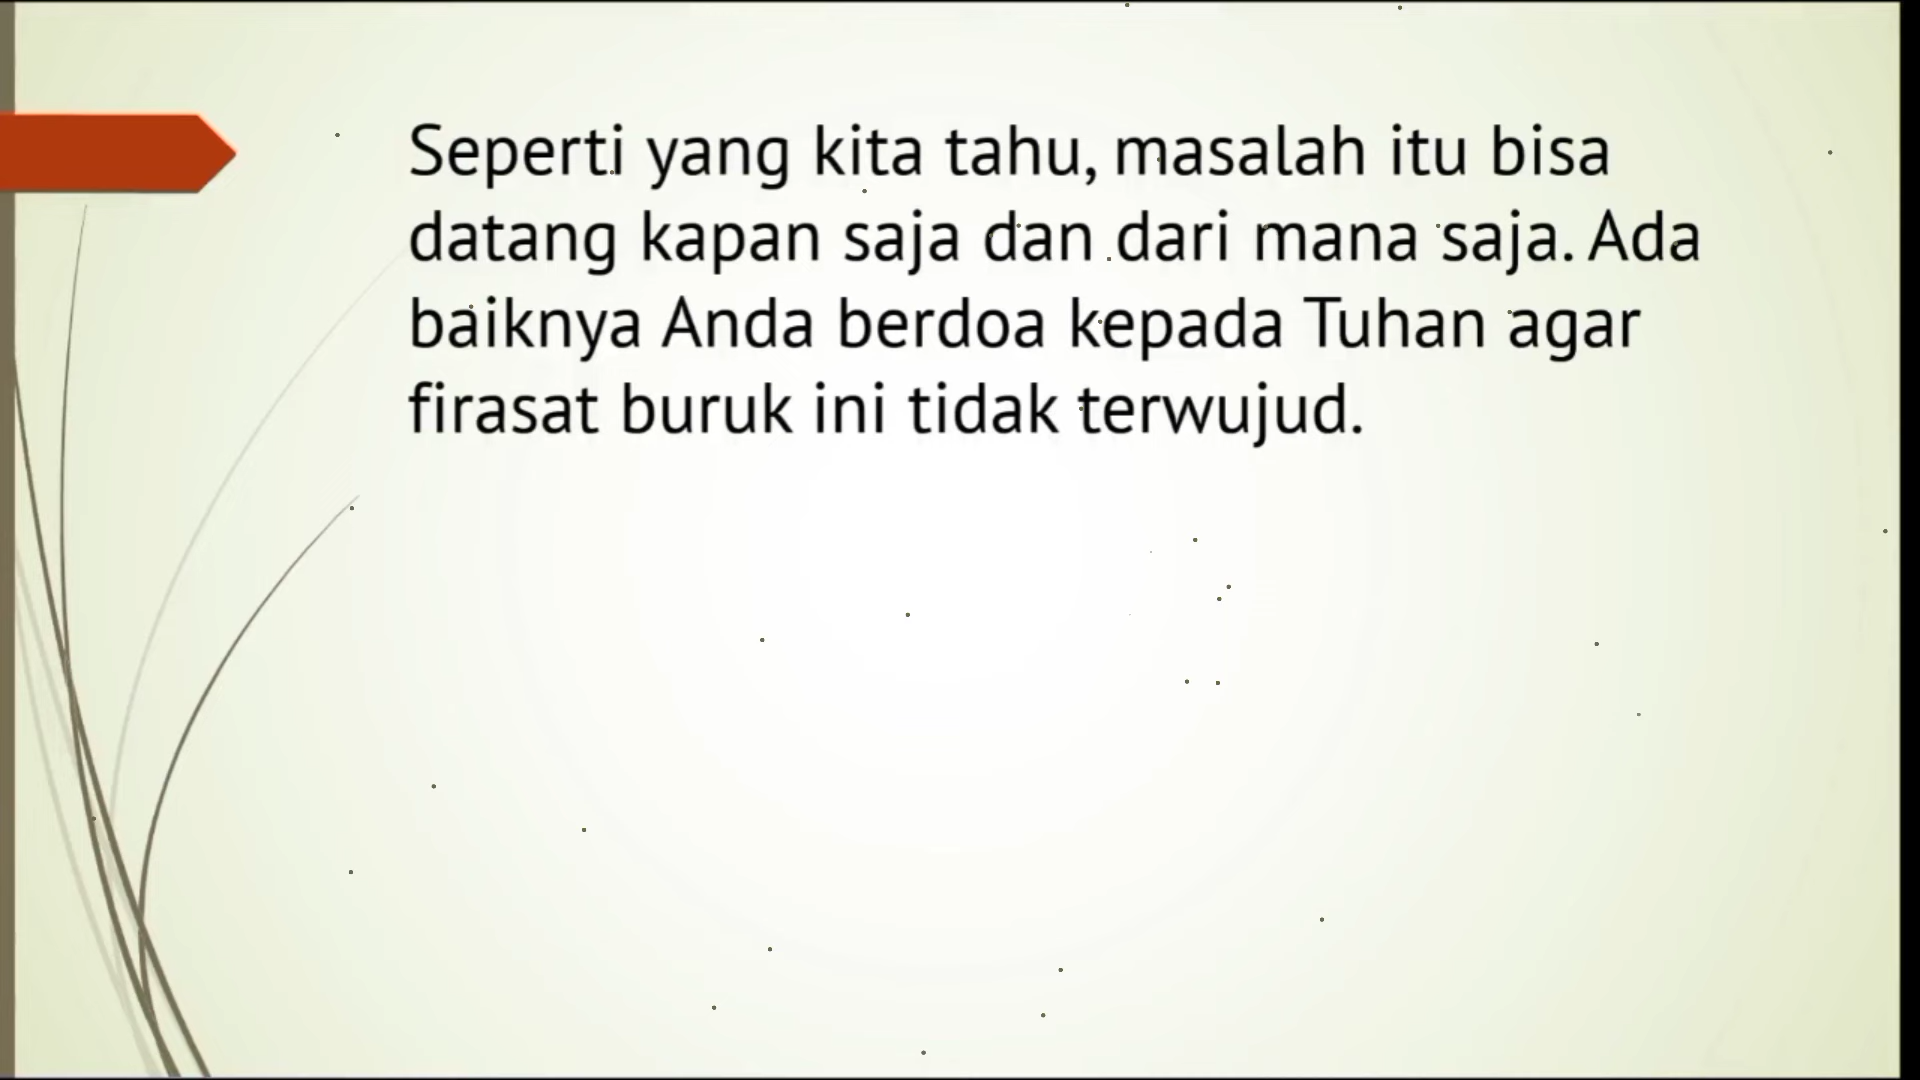 Seperti yang kita tahu, masalah itu bisa
datang kapan saja dan dari mana saja. Ada
baiknya Anda berdoa kepada Tuhan agar
firasat buruk ini tidak terwujud.